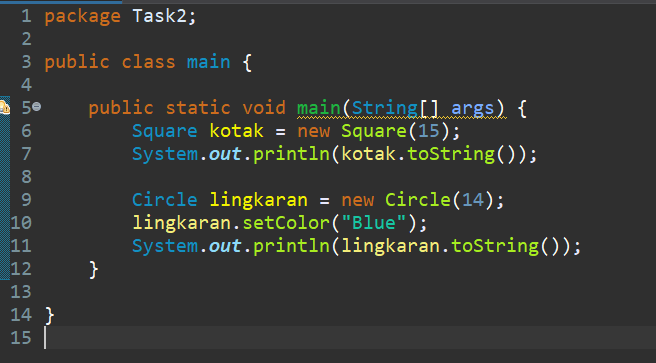 1 package Task2;
2
3 public class main {
4
5 public static void main(String[] args) {
6 Square kotak = new Square(15);
7 System.out.println(kotak.toString());
8
9 Circle lingkaran = new Circle(14);
10 lingkaran.setColor("Blue");
11 System.out.println(lingkaran.toString());
12 }
13
14 }
15